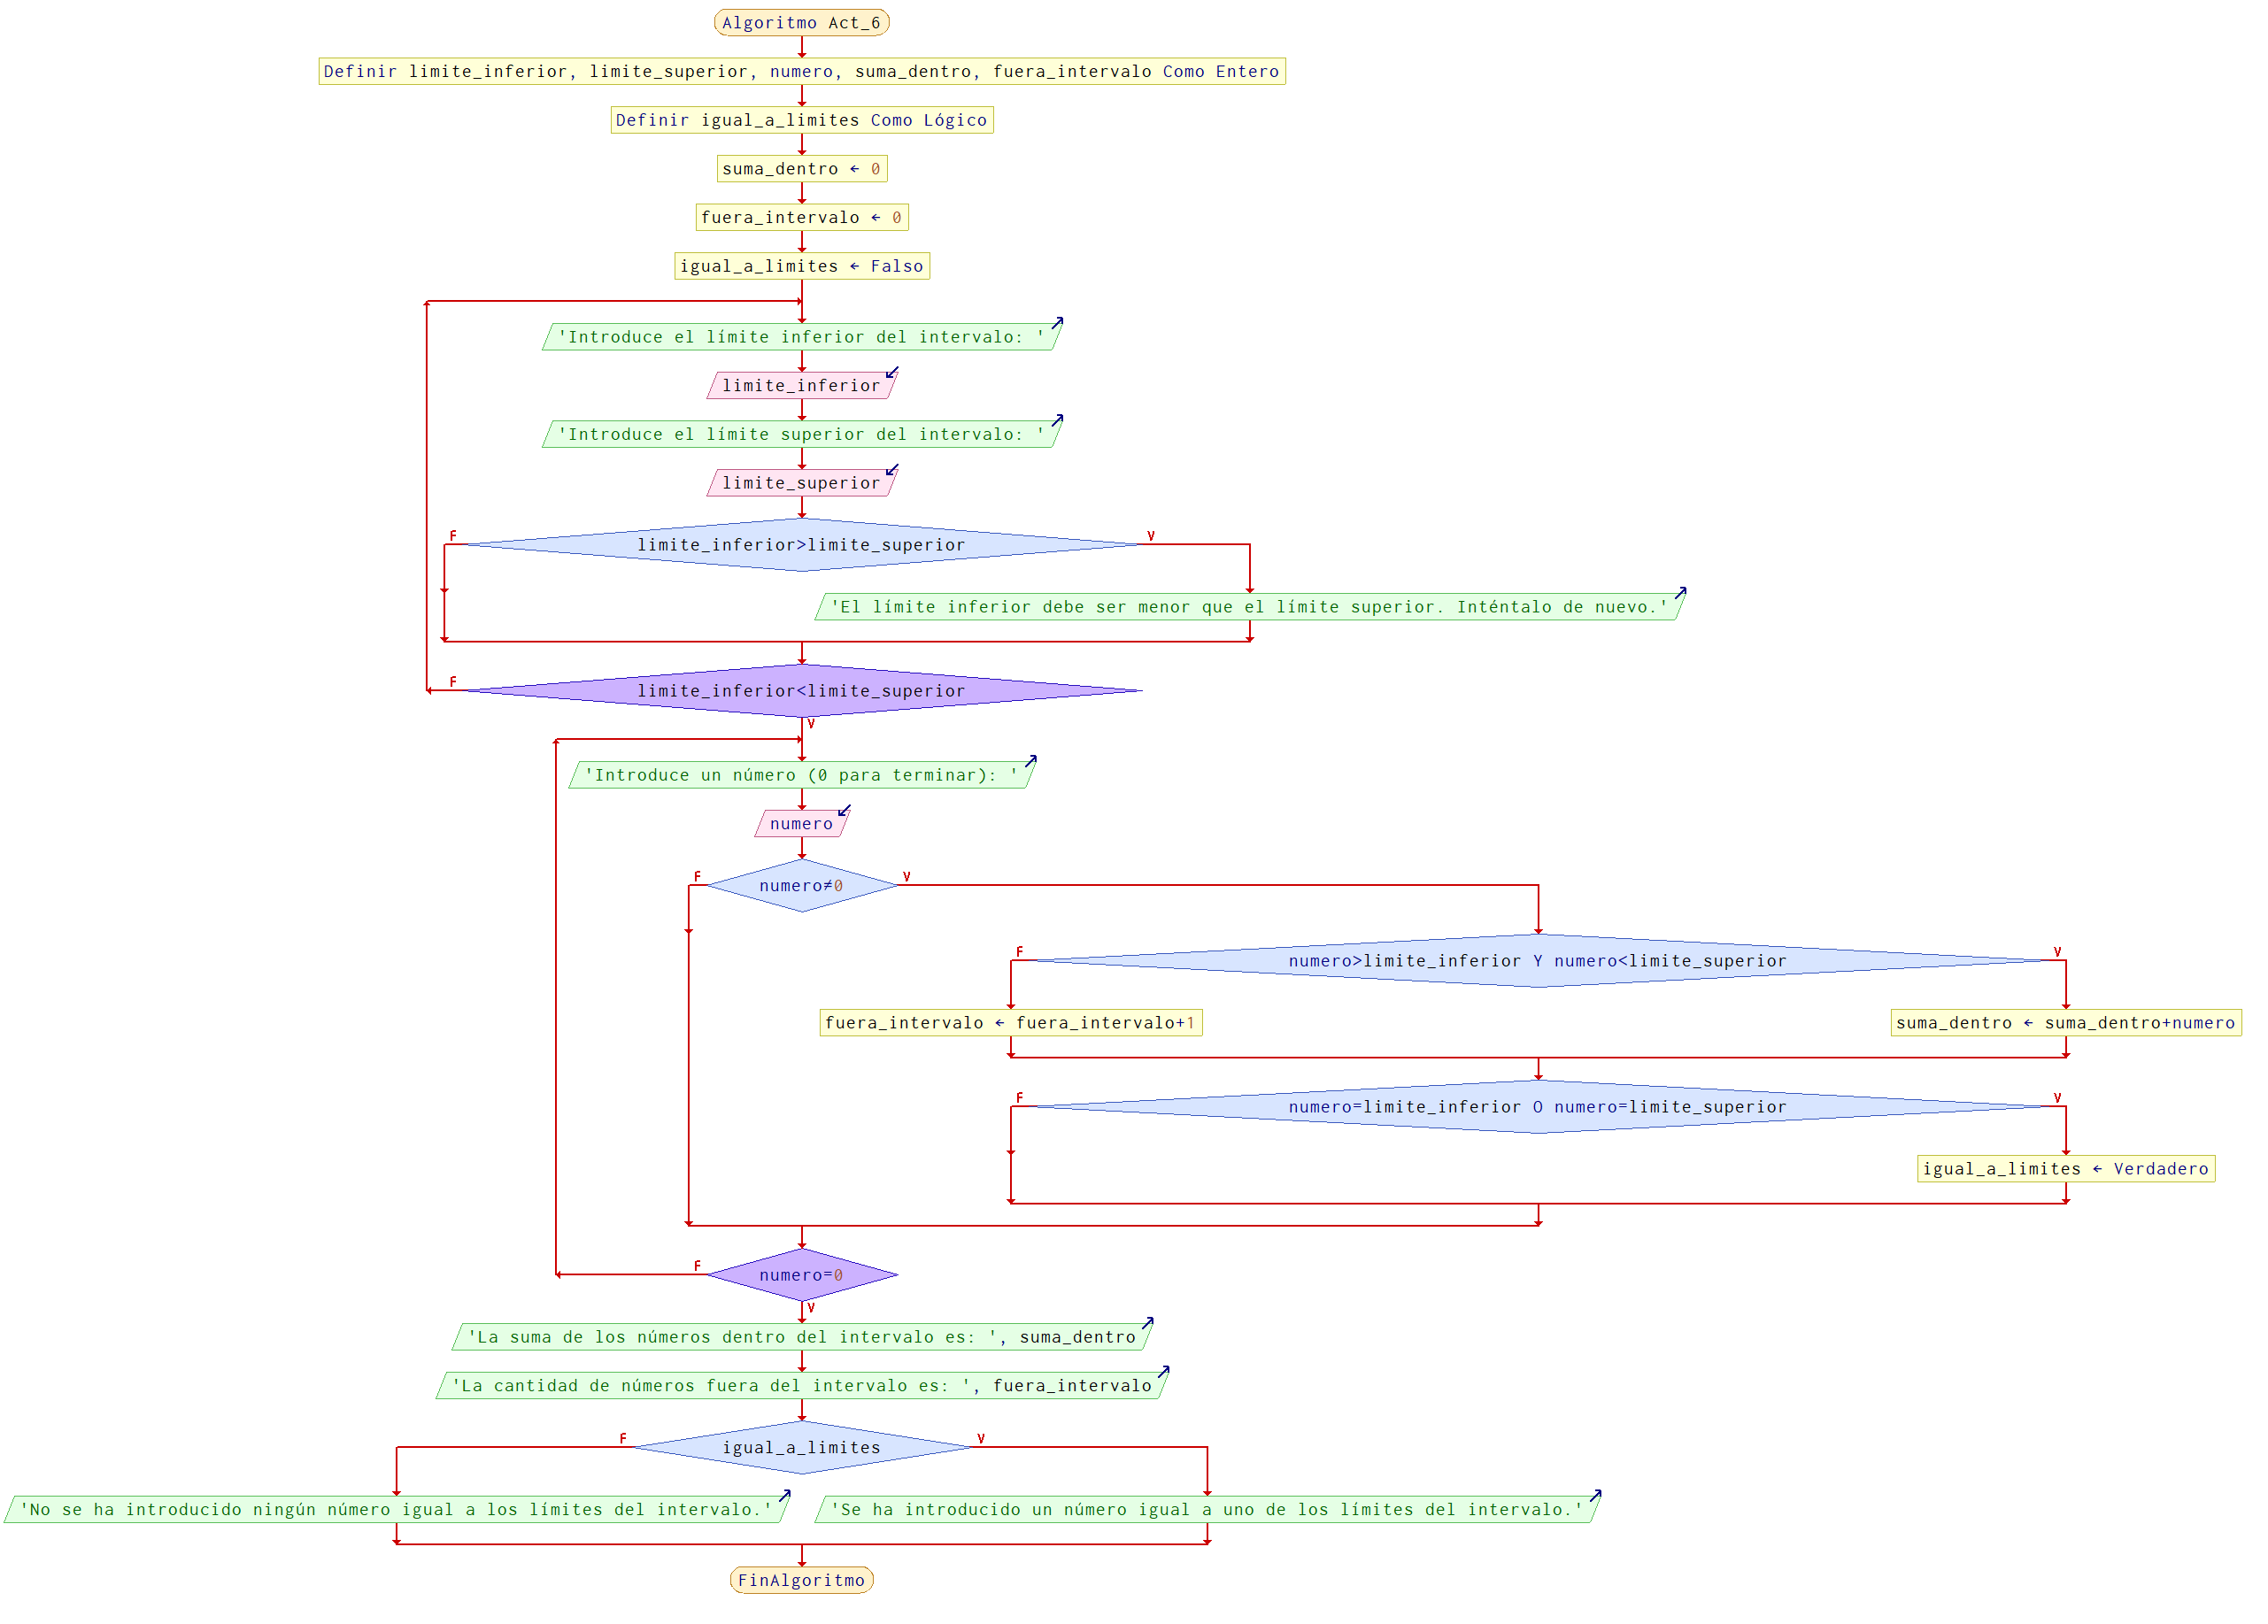 Algoritmo Act_6
Definir limite_inferior, limite_superior, numero, suma_dentro, fuera_intervalo Como Entero
Definir igual_a_limites Como Lógico
suma_dentro ← 0
fuera_intervalo ← 0
igual_a_limites ← Falso
'Introduce el límite inferior del intervalo: '
limite_inferior
'Introduce el límite superior del intervalo: '
limite_superior
F
V
limite_inferior>limite_superior
'El límite inferior debe ser menor que el límite superior. Inténtalo de nuevo.'
F
limite_inferior<limite_superior
V
'Introduce un número (0 para terminar): '
numero
F
V
numero≠0
F
V
numero>limite_inferior Y numero<limite_superior
fuera_intervalo ← fuera_intervalo+1
suma_dentro ← suma_dentro+numero
F
V
numero=limite_inferior O numero=limite_superior
igual_a_limites ← Verdadero
F
numero=0
V
'La suma de los números dentro del intervalo es: ', suma_dentro
'La cantidad de números fuera del intervalo es: ', fuera_intervalo
F
V
igual_a_limites
'No se ha introducido ningún número igual a los límites del intervalo.'
'Se ha introducido un número igual a uno de los límites del intervalo.'
FinAlgoritmo